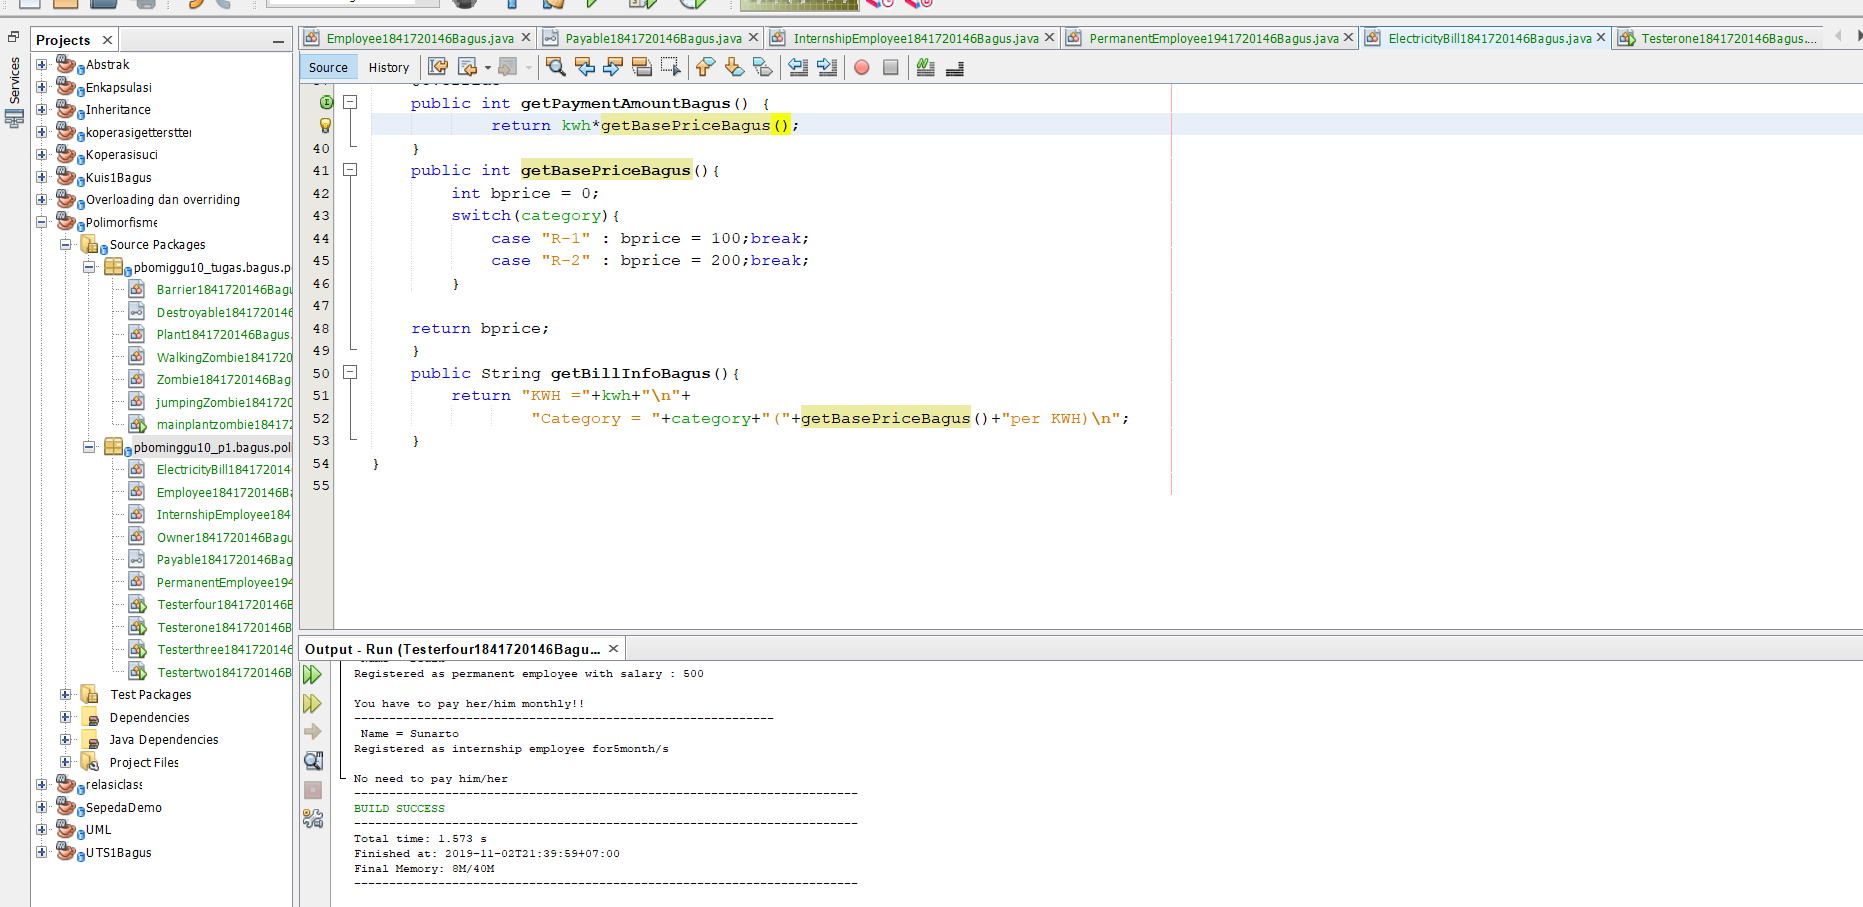 Services
Projects
Abstrak
Enkapsulasi
Inheritance
koperasigetterstter
Koperasisuci
Kuis1Bagus
Overloading dan overriding
Polimorfisme
Source Packages
pbomiggu10_tugas.bagus.p
Barrier1841720146Bagu
Destroyable1841720146
Plant1841720146Bagus.
WalkingZombie184172
Zombie1841720146Bag
jumpingZombie184172
mainplantzombie18417
pbominggu10_p1.bagus.pol
ElectricityBill184172014
Employee1841720146B
InternshipEmployee184
Owner1841720146Bagu
Payable1841720146Bag
PermanentEmployee194
Testerfour1841720146B
Testerone1841720146B
Testerthree1841720146
Testertwo1841720146B
Test Packages
Dependencies
Java Dependencies
Project Files
relasiclass
SepedaDemo
UML
UTS1Bagus
Employee1841720146Bagus.java
Payable1841720146Bagus.java
InternshipEmployee1841720146Bagus.java
PermanentEmployee1941720146Bagus.java
ElectricityBill1841720146Bagus.java
Testerone1841720146Bagus....
Source History
public int getPaymentAmountBagus() {
return kwh*getBasePriceBagus();
40 }
41 public int getBasePriceBagus(){
42 int bprice = 0;
43 switch(category){
44 case "R-1" : bprice = 100;break;
45 case "R-2" : bprice = 200;break;
46 }
47
48 return bprice;
49 }
50 public String getBillInfoBagus(){
51 return "KWH ="+kwh+"\n"+
52 "Category = "+category+"("+getBasePriceBagus()+"per KWH)\n";
53 }
54 }
55
Output - Run (Testerfour1841720146Bagu...
Registered as permanent employee with salary : 500
You have to pay her/him monthly!!
------------------------------------------------------------
Name = Sunarto
Registered as internship employee for5month/s
No need to pay him/her
------------------------------------------------------------------------
BUILD SUCCESS
------------------------------------------------------------------------
Total time: 1.573 s
Finished at: 2019-11-02T21:39:59+07:00
Final Memory: 8M/40M
------------------------------------------------------------------------